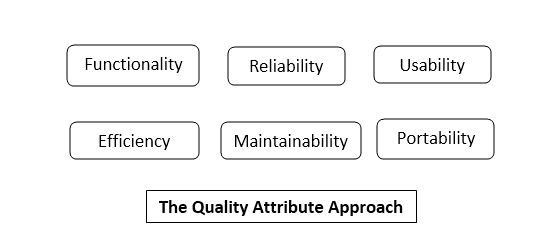 Functionality
Reliability
Usability
Efficiency
Maintainability
Portability
The Quality Attribute Approach